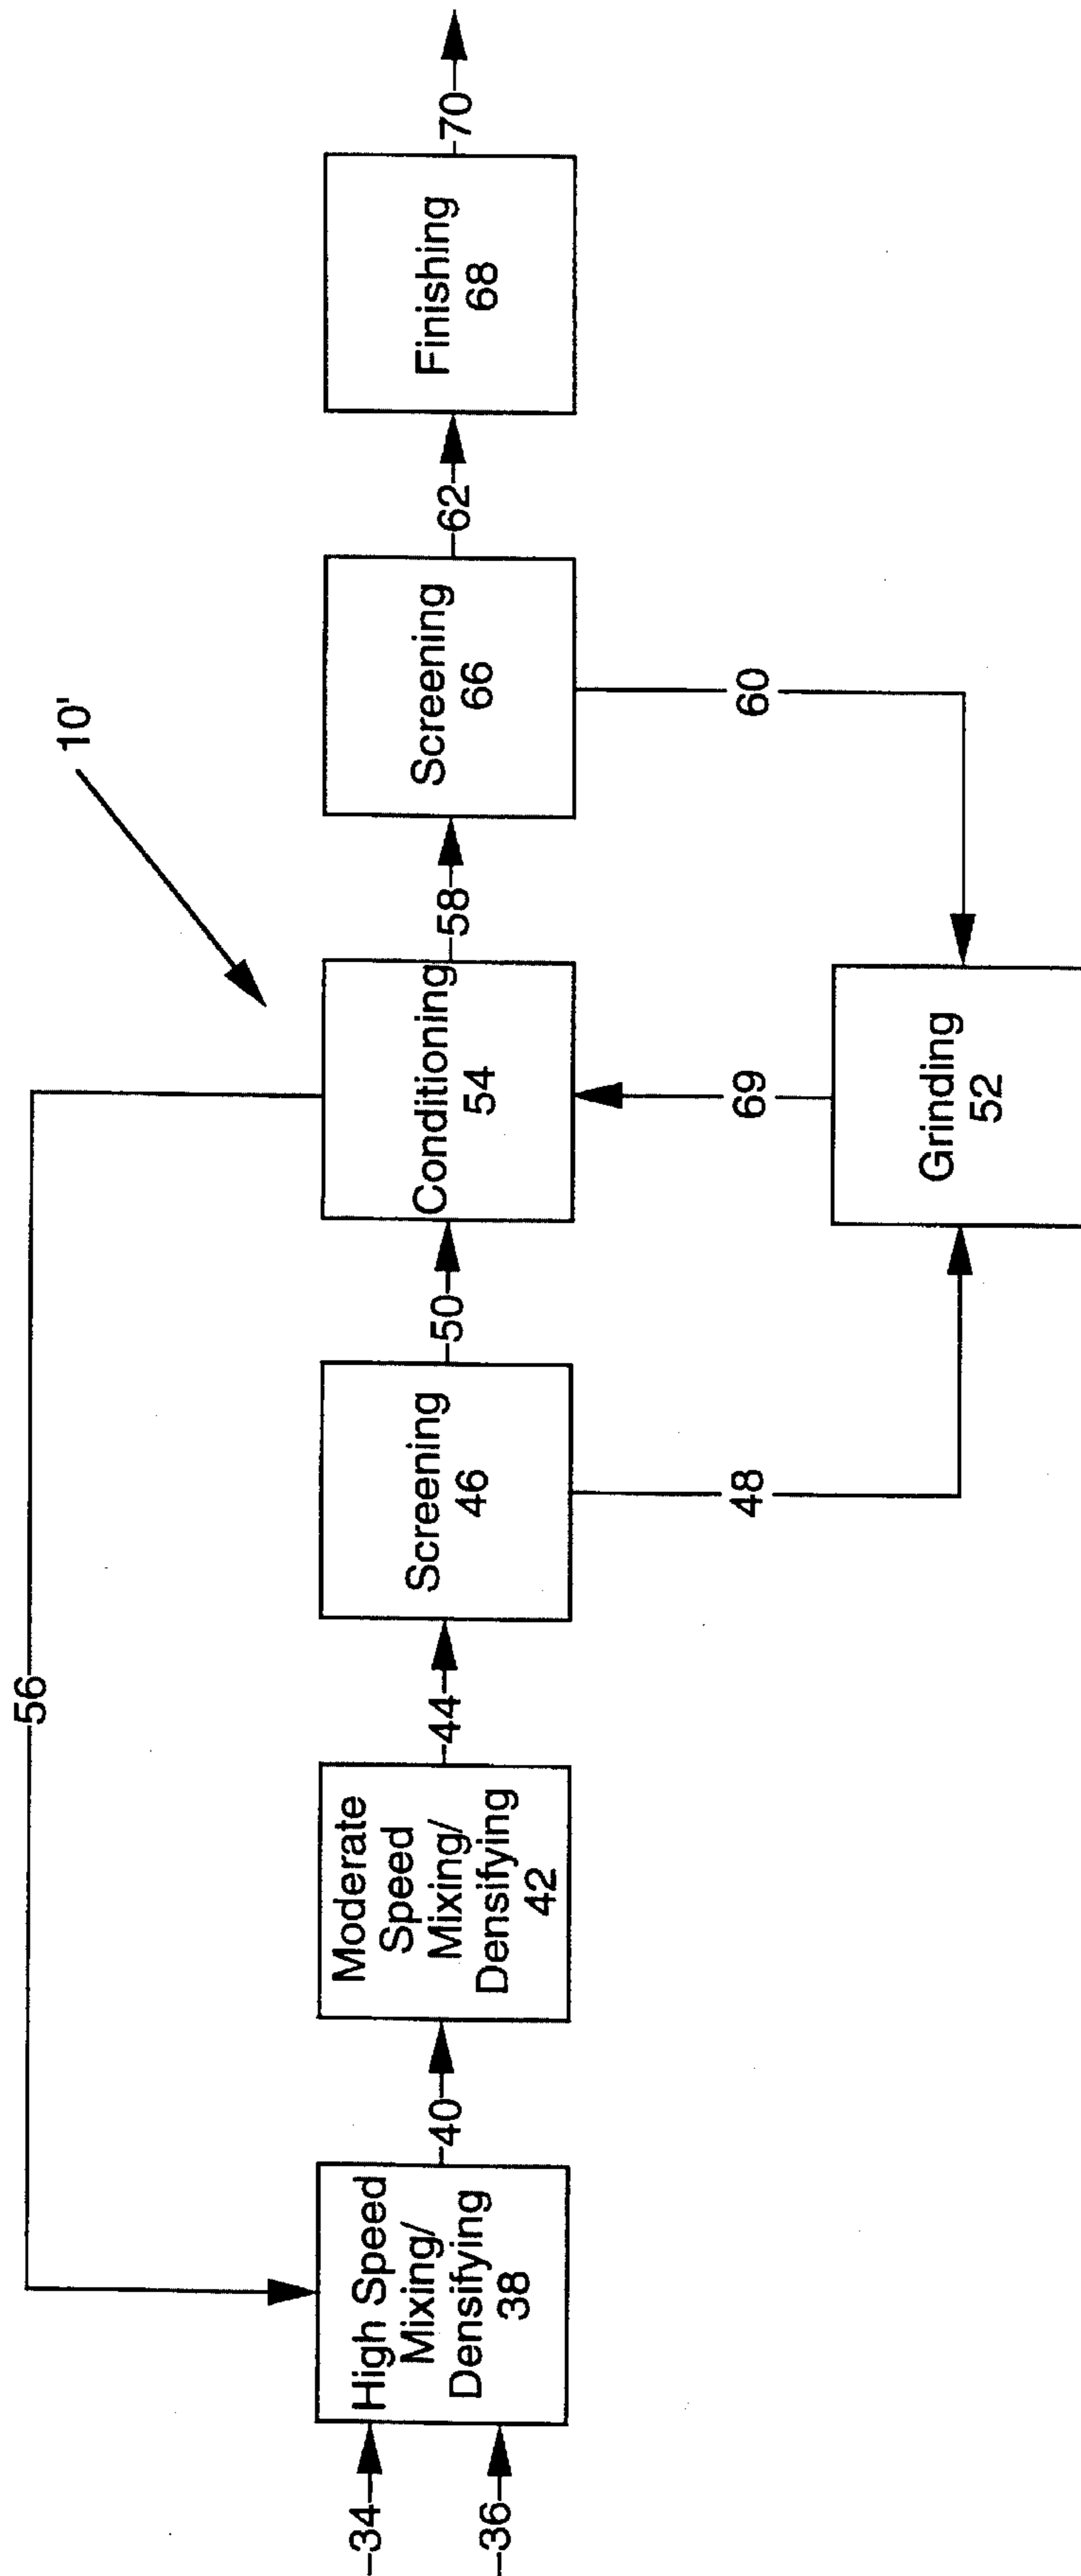 10'
56
34
36
High Speed
Mixing/
Densifying
38
40
Moderate
Speed
Mixing/
Densifying
42
44
Screening
46
48
50
Conditioning
54
58
Screening
66
60
62
Finishing
68
70
69
Grinding
52